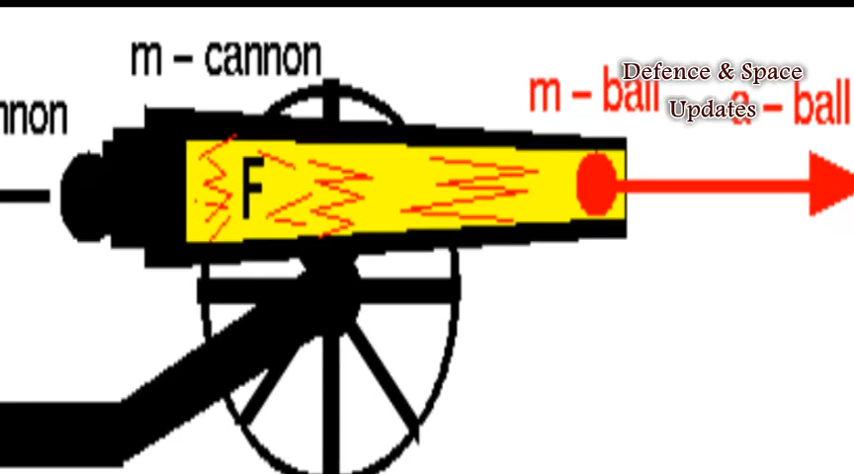 m – cannon
nnon
m – ball
a – ball
Defence & Space
Updates
F